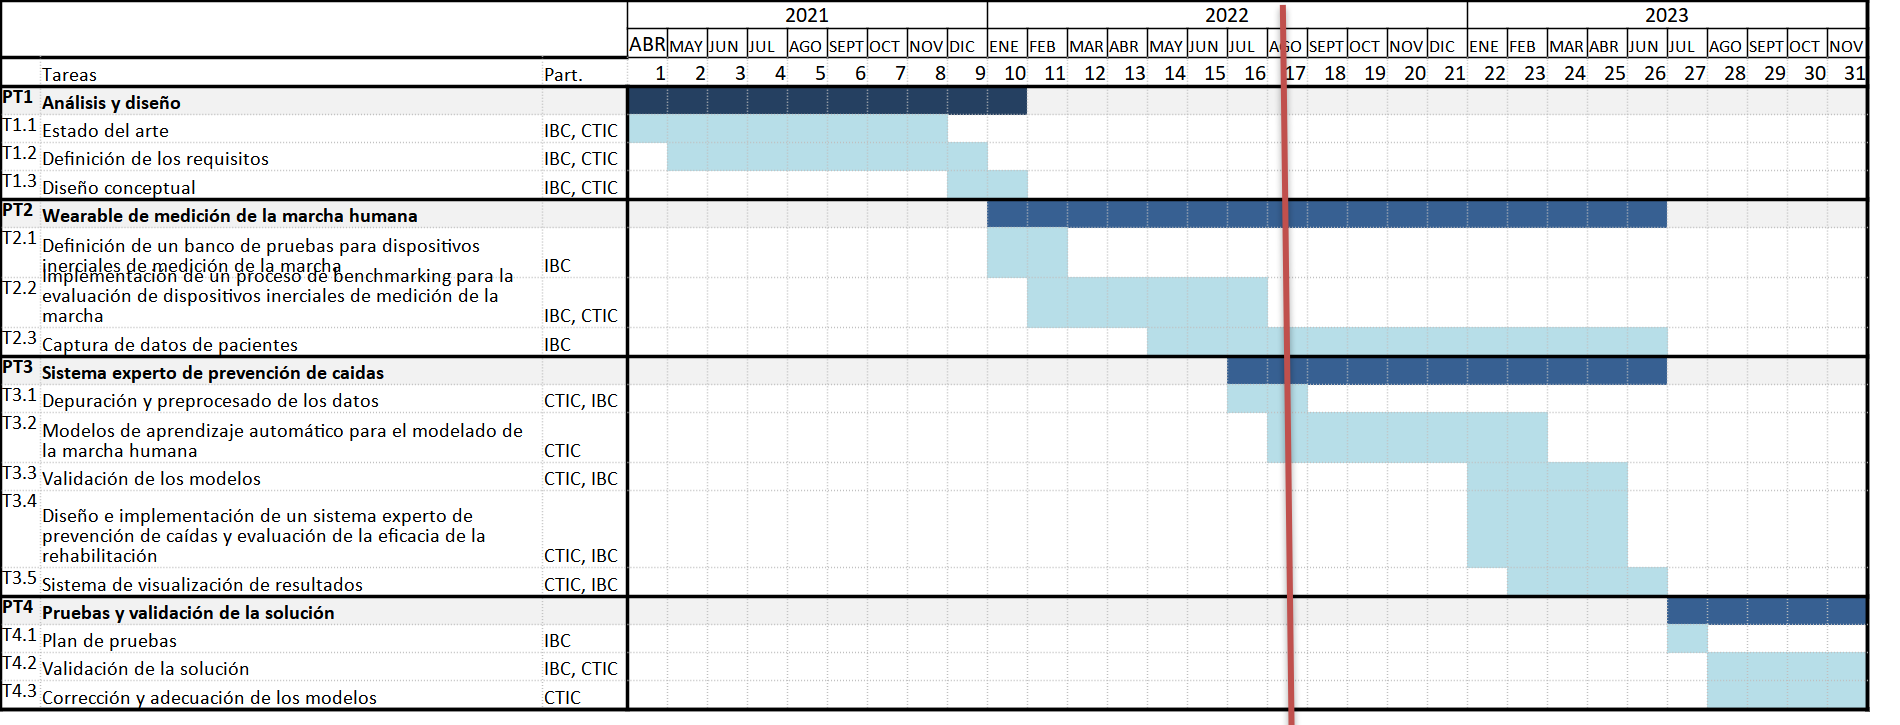 2021 2022 2023
ABR MAY JUN JUL AGO SEPT OCT NOV DIC ENE FEB MAR ABR MAY JUN JUL AGO SEPT OCT NOV DIC ENE FEB MAR ABR JUN JUL AGO SEPT OCT NOV
Tareas Part. 1 2 3 4 5 6 7 8 9 10 11 12 13 14 15 16 17 18 19 20 21 22 23 24 25 26 27 28 29 30 31
PT1 Análisis y diseño
T1.1 Estado del arte IBC, CTIC
T1.2 Definición de los requisitos IBC, CTIC
T1.3 Diseño conceptual IBC, CTIC
PT2 Wearable de medición de la marcha humana
T2.1 Definición de un banco de pruebas para dispositivos
inerciales de medición de la marcha IBC
T2.2 Implementación de un proceso de benchmarking para la
evaluación de dispositivos inerciales de medición de la
marcha IBC, CTIC
T2.3 Captura de datos de pacientes IBC
PT3 Sistema experto de prevención de caidas
T3.1 Depuración y preprocesado de los datos CTIC, IBC
T3.2 Modelos de aprendizaje automático para el modelado de
la marcha humana CTIC
T3.3 Validación de los modelos CTIC, IBC
T3.4 Diseño e implementación de un sistema experto de
prevención de caídas y evaluación de la eficacia de la
rehabilitación CTIC, IBC
T3.5 Sistema de visualización de resultados CTIC, IBC
PT4 Pruebas y validación de la solución
T4.1 Plan de pruebas IBC
T4.2 Validación de la solución IBC, CTIC
T4.3 Corrección y adecuación de los modelos CTIC